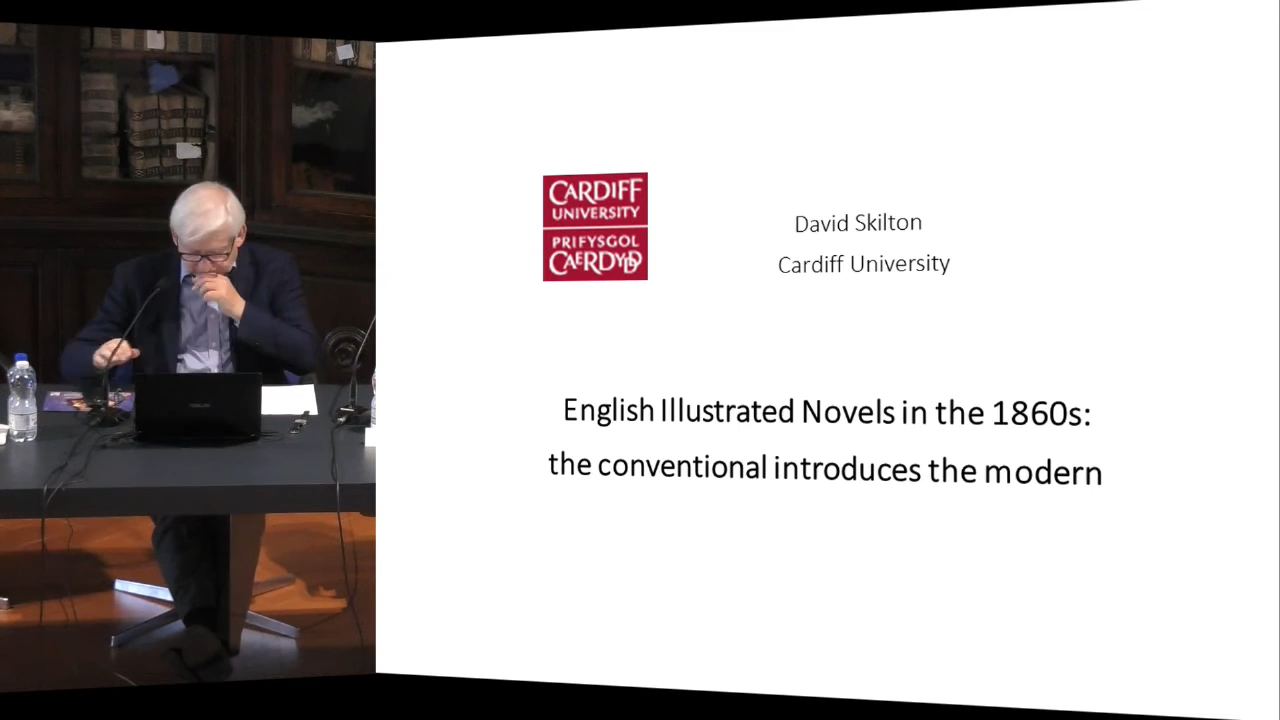 CARDIFF
UNIVERSITY
PRIFYSGOL
CAERDYDD
David Skilton
Cardiff University
English Illustrated Novels in the 1860s:
the conventional introduces the modern